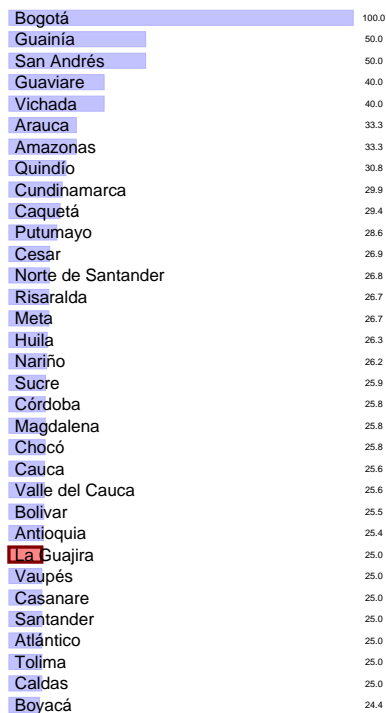 Bogotá 100.0
Guainía 50.0
San Andrés 50.0
Guaviare 40.0
Vichada 40.0
Arauca 33.3
Amazonas 33.3
Quindío 30.8
Cundinamarca 29.9
Caquetá 29.4
Putumayo 28.6
Cesar 26.9
Norte de Santander 26.8
Risaralda 26.7
Meta 26.7
Huila 26.3
Nariño 26.2
Sucre 25.9
Córdoba 25.8
Magdalena 25.8
Chocó 25.8
Cauca 25.6
Valle del Cauca 25.6
Bolivar 25.5
Antioquia 25.4
La Guajira 25.0
Vaupés 25.0
Casanare 25.0
Santander 25.0
Atlántico 25.0
Tolima 25.0
Caldas 25.0
Boyacá 24.4